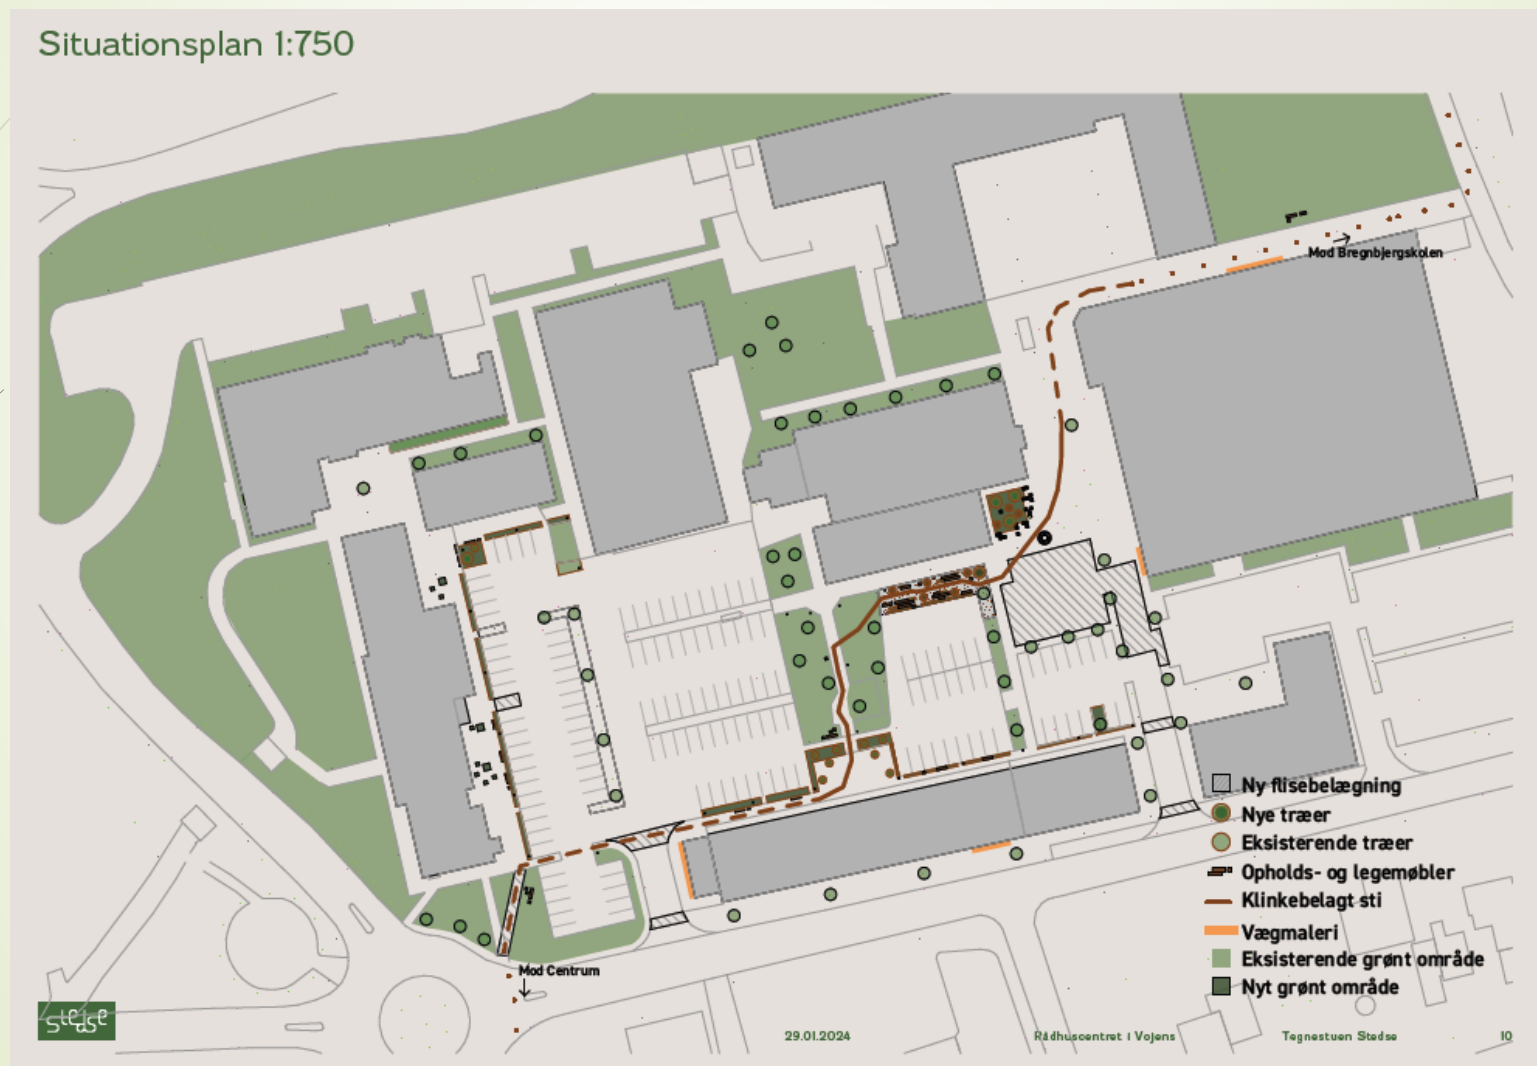 Situationsplan 1:750
Mod Bregnbjergskolen
Ny flisebelægning
Nye træer
Eksisterende træer
Opholds- og legemøbler
Klinkebelagt sti
Vægmaleri
Eksisterende grønt område
Nyt grønt område
Mod Centrum
stedse
29.01.2024 Rådhuscentret i Vojens Tegnestuen Stedse 10